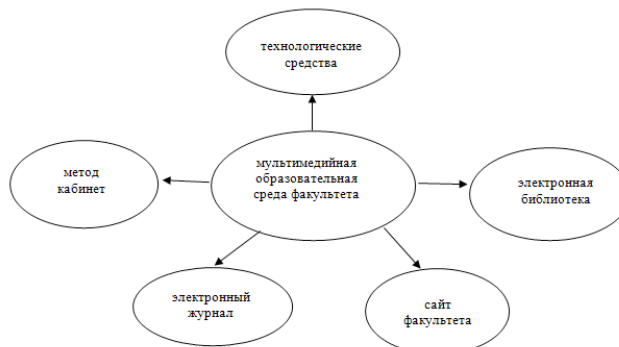 технологические
средства
мультимедийная
образовательная
среда факультета
метод
кабинет
электронная
библиотека
электронный
журнал
сайт
факультета